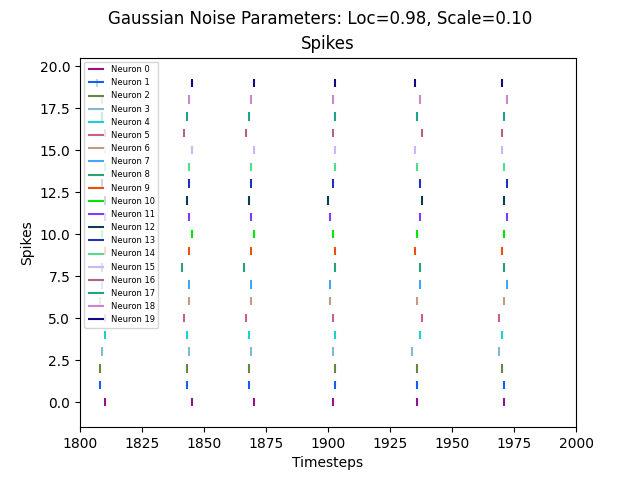 Gaussian Noise Parameters: Loc=0.98, Scale=0.10
Spikes
20.0
17.5
15.0
12.5
10.0
7.5
5.0
2.5
0.0
Spikes
Neuron 0
Neuron 1
Neuron 2
Neuron 3
Neuron 4
Neuron 5
Neuron 6
Neuron 7
Neuron 8
Neuron 9
Neuron 10
Neuron 11
Neuron 12
Neuron 13
Neuron 14
Neuron 15
Neuron 16
Neuron 17
Neuron 18
Neuron 19
1800 1825 1850 1875 1900 1925 1950 1975 2000
Timesteps